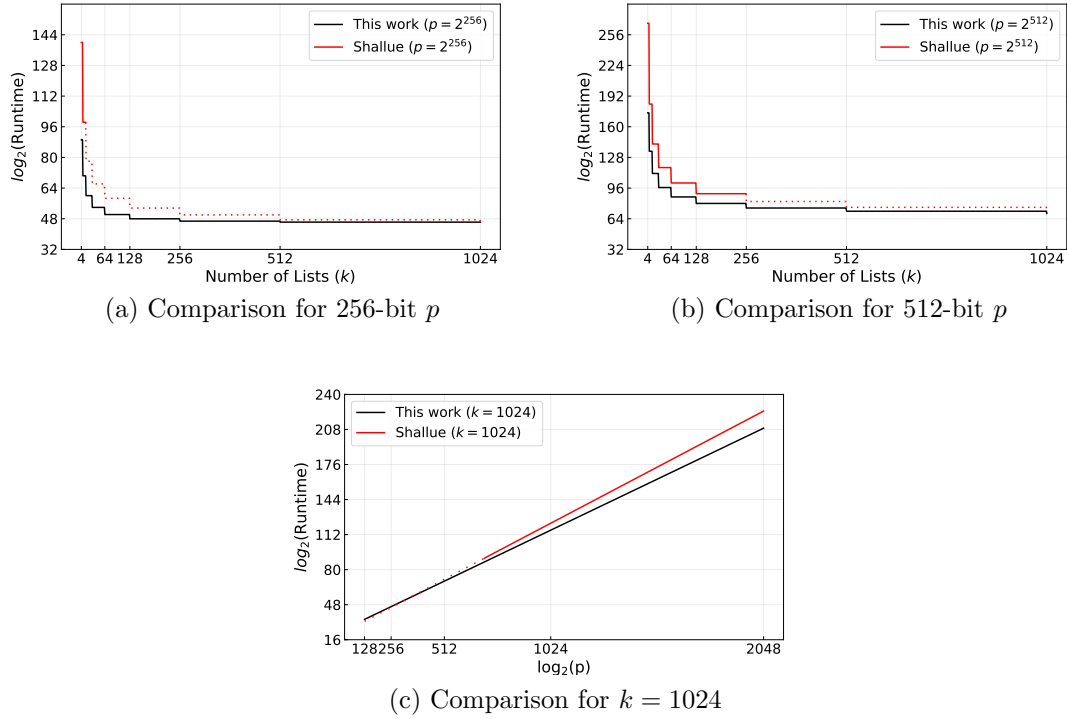 This work (p = 2^256)
Shallue (p = 2^256)
144
128
112
96
80
64
48
32
log₂(Runtime)
4 64 128 256 512 1024
Number of Lists (k)
(a) Comparison for 256-bit p
This work (p = 2^512)
Shallue (p = 2^512)
256
224
192
160
128
96
64
32
log₂(Runtime)
4 64 128 256 512 1024
Number of Lists (k)
(b) Comparison for 512-bit p
This work (k = 1024)
Shallue (k = 1024)
240
208
176
144
112
80
48
16
log₂(Runtime)
128 256 512 1024 2048
log₂(p)
(c) Comparison for k = 1024